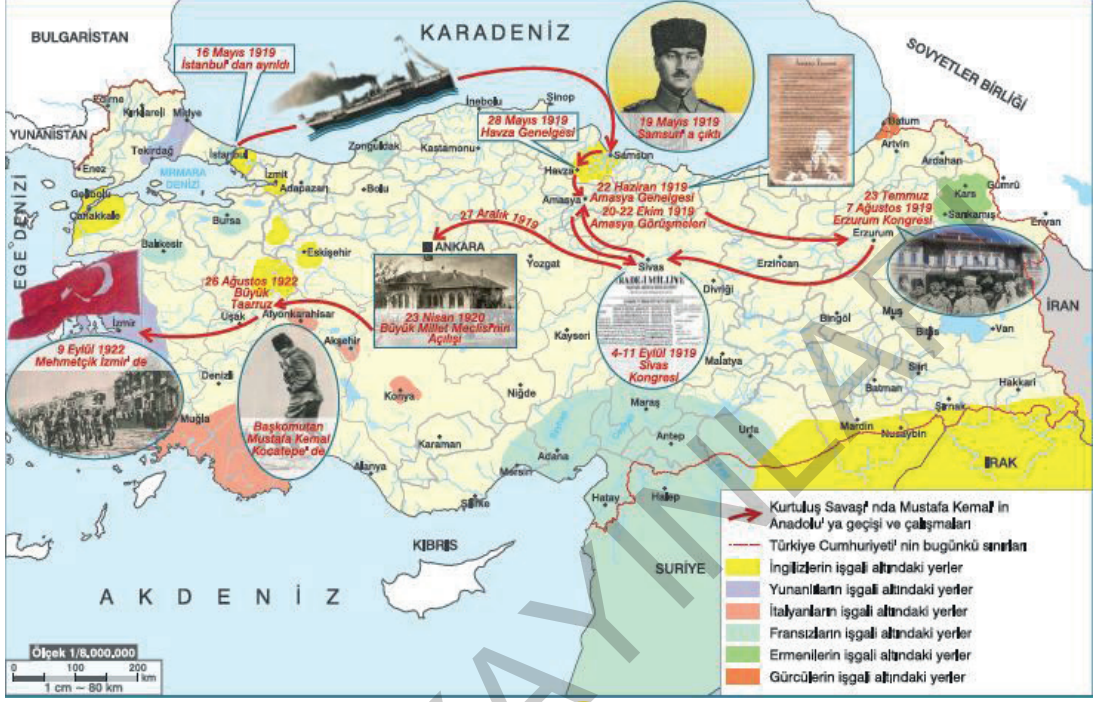 BULGARİSTAN
KARADENİZ
SOVYETLER BİRLİĞİ
16 Mayıs 1919
İstanbul' dan ayrıldı
19 Mayıs 1919
Samsun' a çıktı
28 Mayıs 1919
Havza Genelgesi
Edirne
Kırklareli
Midye
YUNANİSTAN
Tekirdağ
İstanbul
Enez
MRMARA
DENİZİ
İzmit
Adapazarı
Gelibolu
Çanakkale
Bursa
Balıkesir
Bolu
Zonguldak
Kastamonu
İnebolu
Sinop
Samsun
Havza
Amasya
22 Haziran 1919
Amasya Genelgesi
20-22 Ekim 1919
Amasya Görüşmeleri
Batum
Artvin
Ardahan
Kars
Gümrü
Sarıkamış
Erivan
23 Temmuz
7 Ağustos 1919
Erzurum Kongresi
Erzurum
Erzincan
EGE DENİZİ
27 Aralık 1919
ANKARA
Eskişehir
Yozgat
Sivas
Divriği
İRADE-İ MİLLİYE
4-11 Eylül 1919
Sivas
Kongresi
23 Nisan 1920
Büyük Millet Meclisi'nin
Açılışı
26 Ağustos 1922
Büyük
Taarruz
Uşak
Afyonkarahisar
Akşehir
İzmir
9 Eylül 1922
Mehmetçik İzmir' de
Denizli
Muğla
Başkomutan
Mustafa Kemal
Kocatepe' de
Konya
Karaman
Alanya
Silifke
Kayseri
Niğde
Malatya
Maraş
Adana
Mersin
Antep
Urfa
Hatay
Halep
Bingöl
Muş
Bitlis
Van
İRAN
Siirt
Batman
Hakkari
Şırnak
Mardin
Nusaybin
IRAK
SURİYE
KIBRIS
AKDENİZ
Kurtuluş Savaşı' nda Mustafa Kemal' in
Anadolu' ya geçişi ve çalışmaları
Türkiye Cumhuriyeti' nin bugünkü sınırları
İngilizlerin işgali altındaki yerler
Yunanlıların işgali altındaki yerler
İtalyanların işgali altındaki yerler
Fransızların işgali altındaki yerler
Ermenilerin işgali altındaki yerler
Gürcülerin işgali altındaki yerler
Ölçek 1/8.000.000
0 100 200
km
1 cm ~ 80 km
YAYINLARI